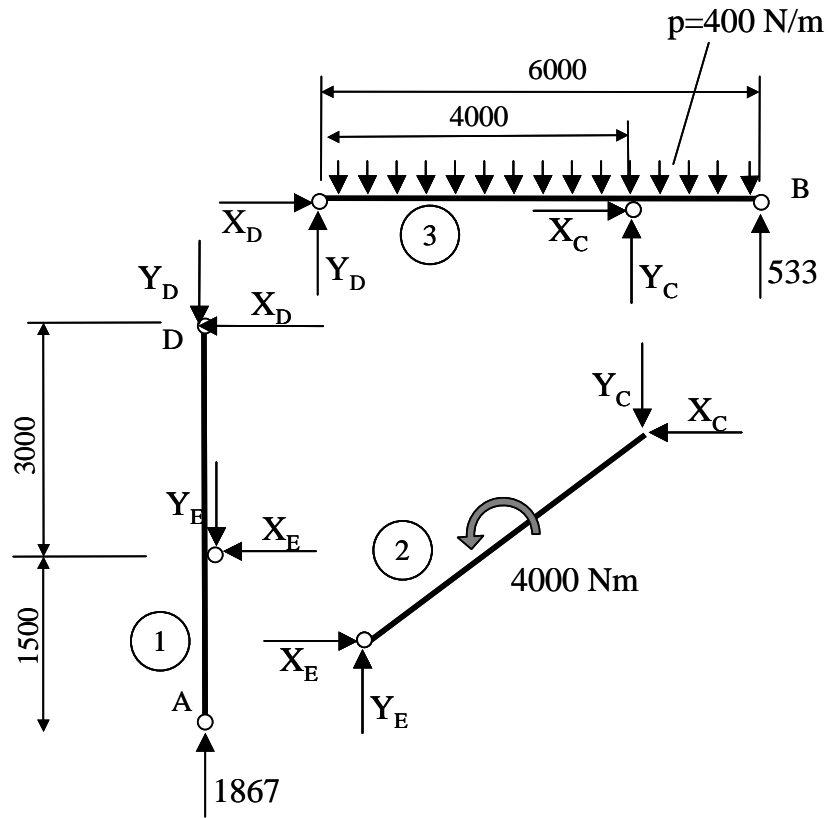 p=400 N/m
6000
4000
B
X_D
Y_D
3
X_C
Y_C
533
Y_D
X_D
D
3000
Y_E
X_E
1500
1
A
1867
Y_C
X_C
2
4000 Nm
X_E
Y_E